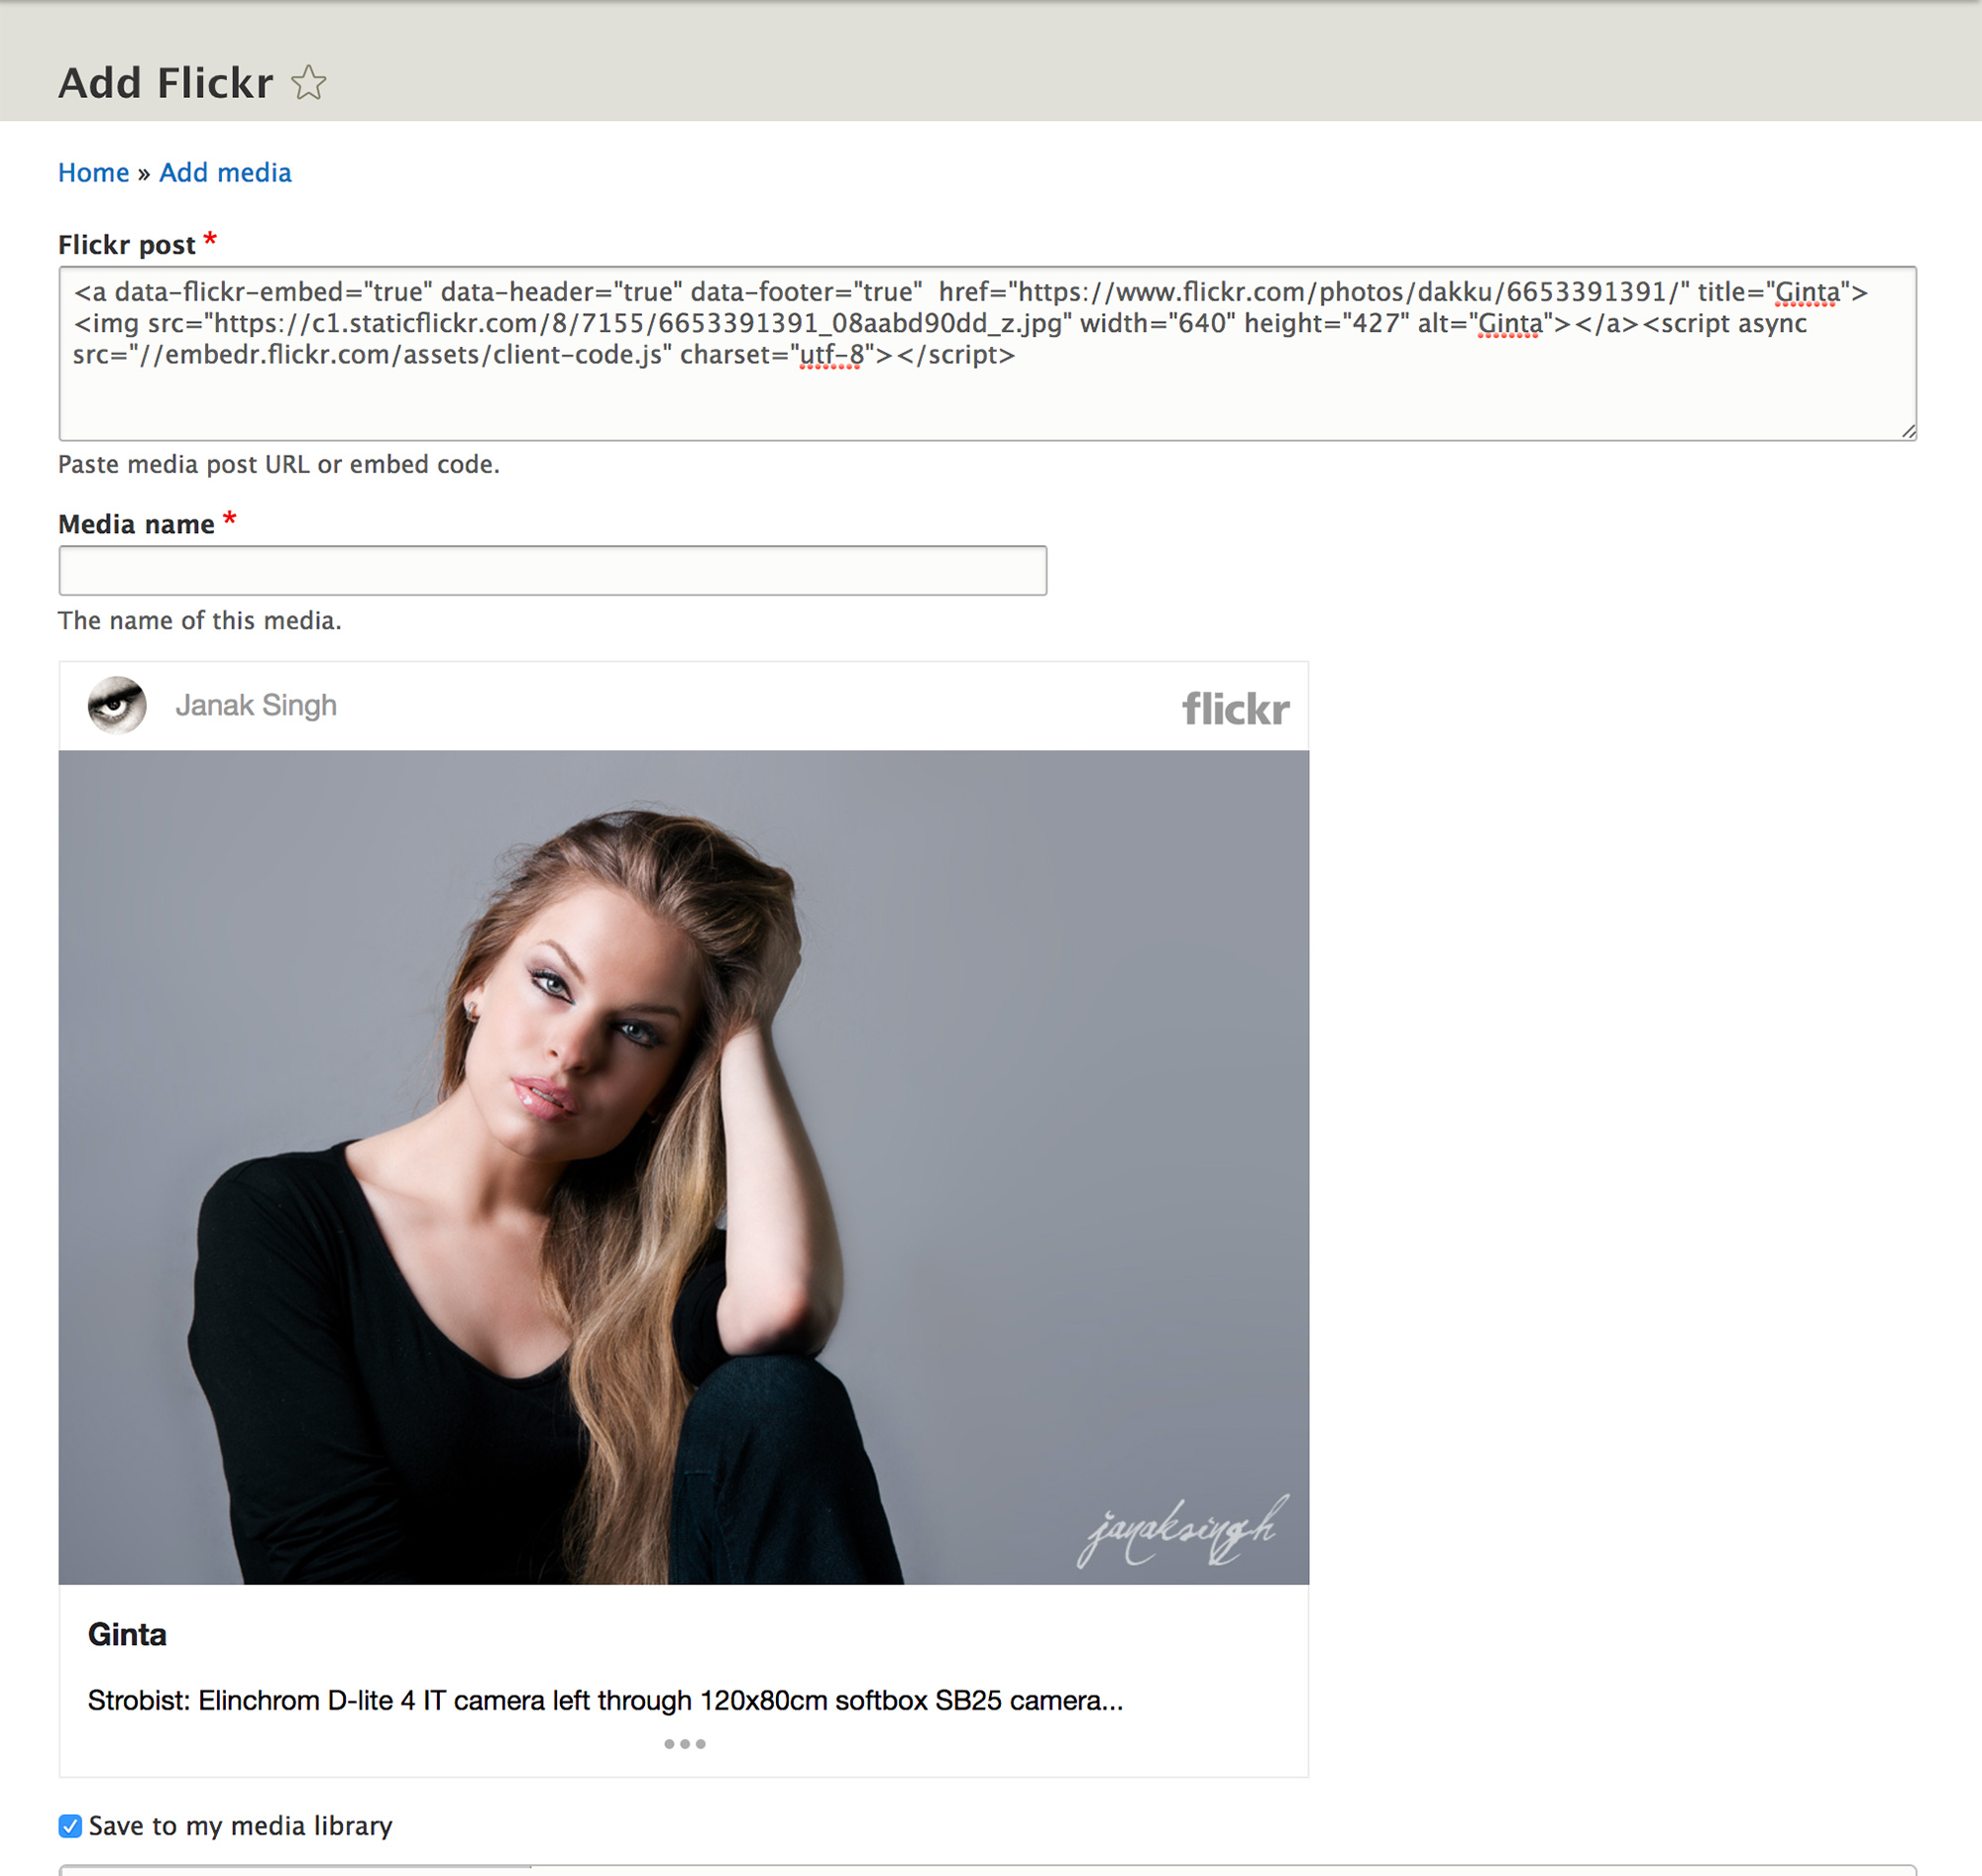 Add Flickr
Home » Add media
Flickr post *
<a data-flickr-embed="true" data-header="true" data-footer="true"  href="https://www.flickr.com/photos/dakku/6653391391/" title="Ginta">
<img src="https://c1.staticflickr.com/8/7155/6653391391_08aabd90dd_z.jpg" width="640" height="427" alt="Ginta"></a><script async
src="//embedr.flickr.com/assets/client-code.js" charset="utf-8"></script>
Paste media post URL or embed code.
Media name *
The name of this media.
Janak Singh
flickr
janaksingh
Ginta
Strobist: Elinchrom D-lite 4 IT camera left through 120x80cm softbox SB25 camera...
Save to my media library